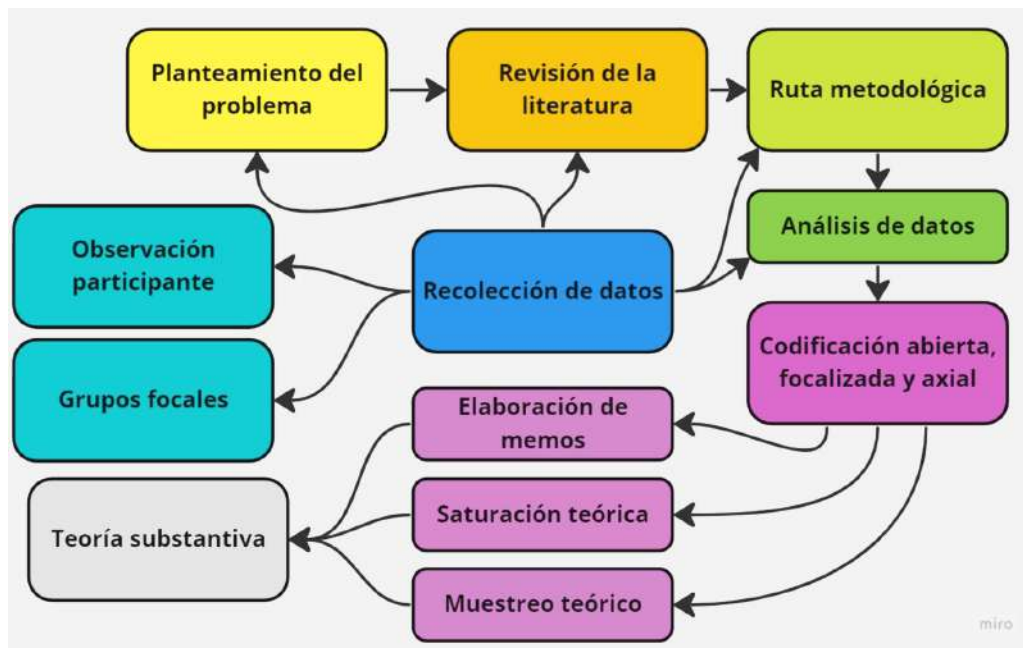 Planteamiento del
problema
Revisión de la
literatura
Ruta metodológica
Observación
participante
Recolección de datos
Análisis de datos
Grupos focales
Codificación abierta,
focalizada y axial
Elaboración de
memos
Saturación teórica
Teoría substantiva
Muestreo teórico
miro